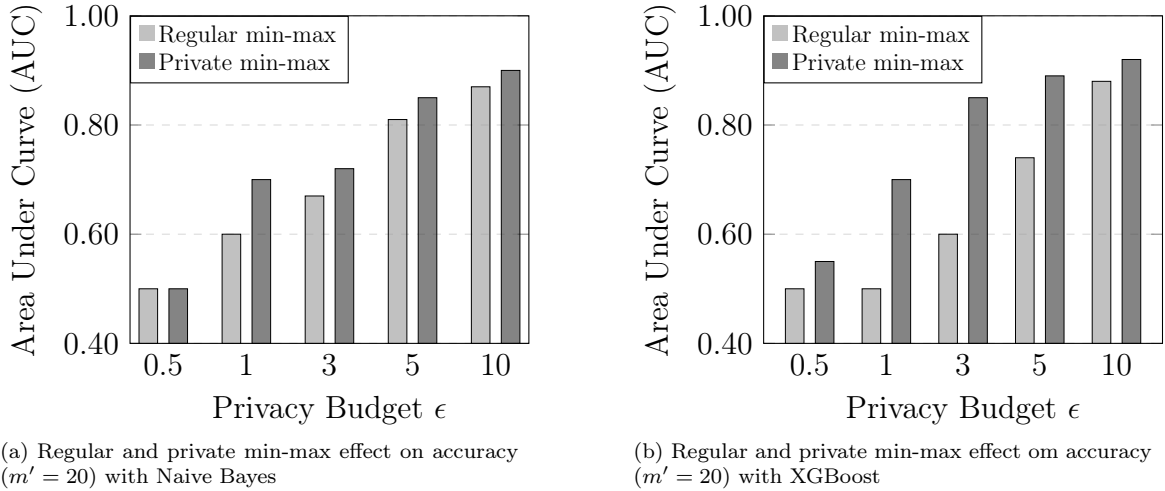 1.00
0.80
0.60
0.40
Area Under Curve (AUC)
Regular min-max
Private min-max
0.5 1 3 5 10
Privacy Budget ϵ
(a) Regular and private min-max effect on accuracy
(m′ = 20) with Naive Bayes
1.00
0.80
0.60
0.40
Area Under Curve (AUC)
Regular min-max
Private min-max
0.5 1 3 5 10
Privacy Budget ϵ
(b) Regular and private min-max effect om accuracy
(m′ = 20) with XGBoost